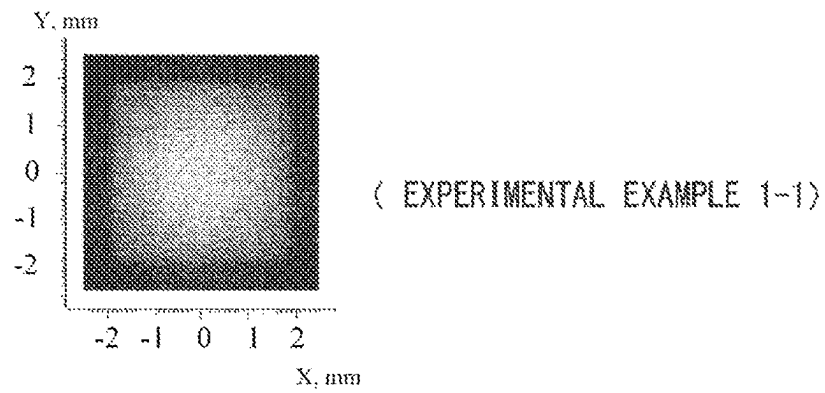 Y, mm
2
1
0
-1
-2
( EXPERIMENTAL EXAMPLE 1-1)
-2 -1 0 1 2
X, mm